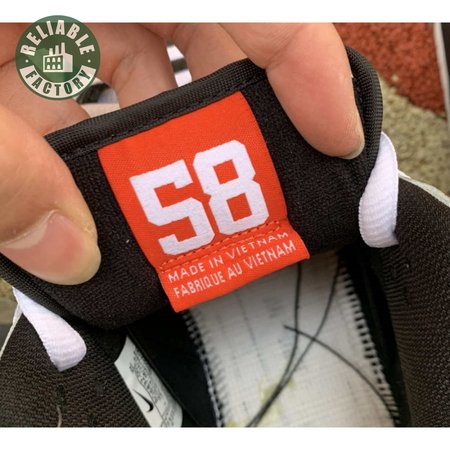 RELIABLE
FACTORY
58
MADE IN VIETNAM
FABRIQUE AU VIETNAM